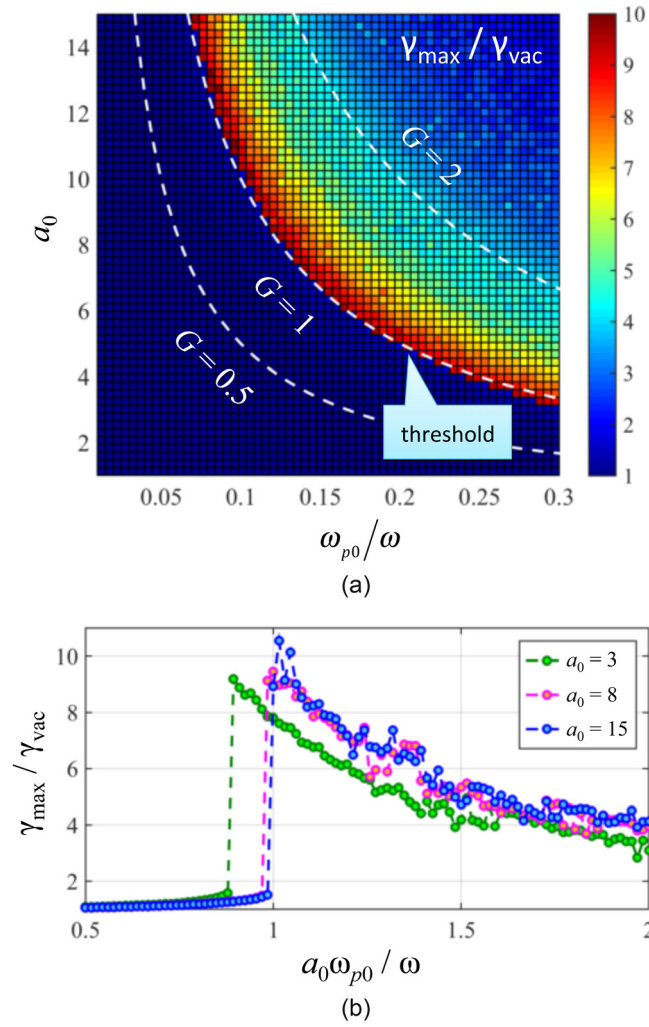 γmax / γvac
14
12
10
8
6
4
2
a₀
G = 2
G = 1
G = 0.5
threshold
0.05 0.1 0.15 0.2 0.25 0.3
ωp0/ω
10
9
8
7
6
5
4
3
2
1
(a)
γmax / γvac
10
8
6
4
2
a₀ = 3
a₀ = 8
a₀ = 15
0.5 1 1.5 2
a₀ωp0 / ω
(b)